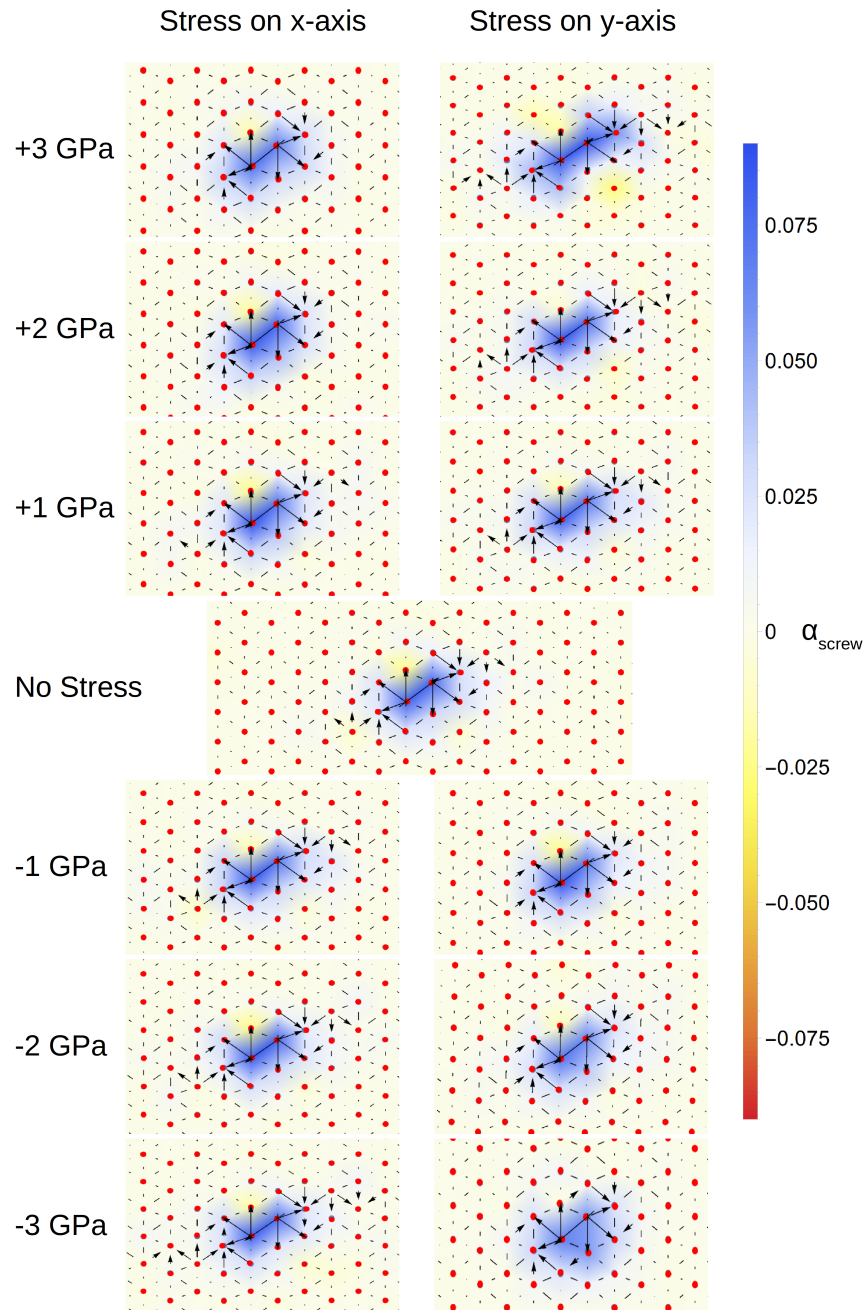 Stress on x-axis
Stress on y-axis
+3 GPa
+2 GPa
+1 GPa
No Stress
-1 GPa
-2 GPa
-3 GPa
0.075
0.050
0.025
0
αscrew
−0.025
−0.050
−0.075